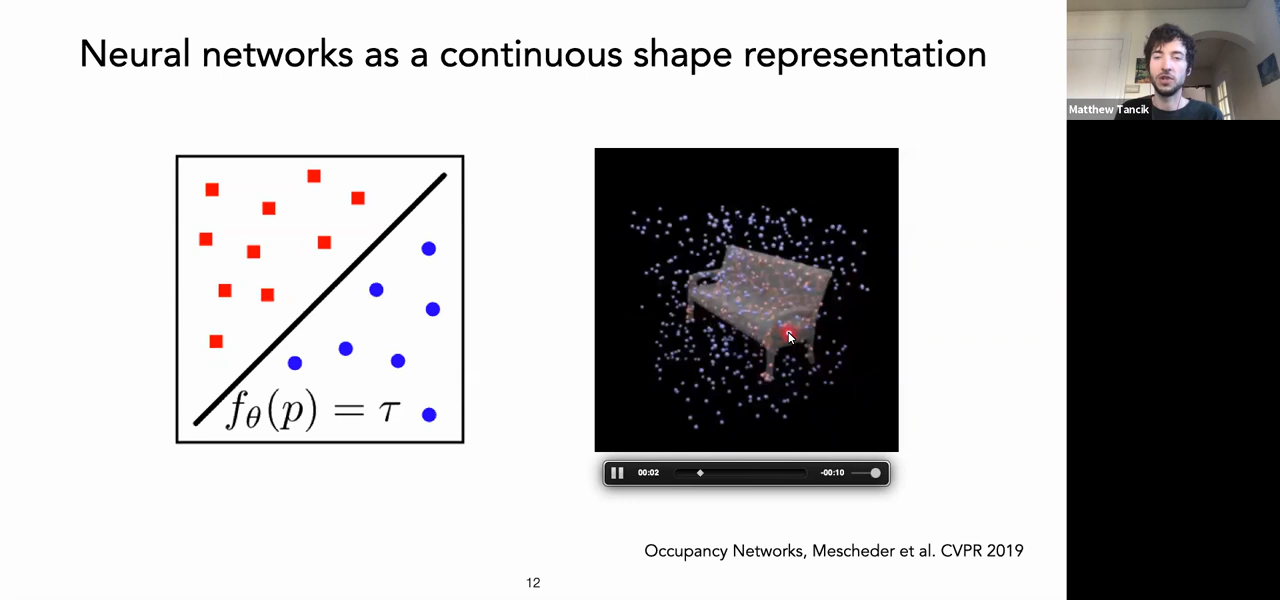 Neural networks as a continuous shape representation
Matthew Tancik
f_θ(p) = τ
00:02
-00:10
Occupancy Networks, Mescheder et al. CVPR 2019
12